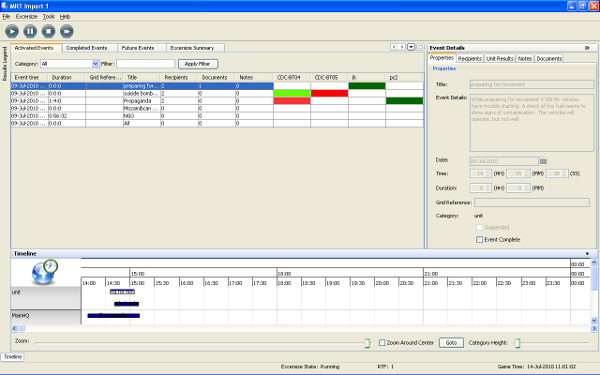 MRT Import 1
File Excersize Tools Help
Results Legend
Activated Events Completed Events Future Events Excersize Summary
Category: All Filter: Apply Filter
Event time Duration Grid Refere... Title Recipients Documents Notes CDC-BT04 CDC-BT05 jk pc2
09-Jul-2010 ... 0:0:0 preparing for... 2 1 0
09-Jul-2010 ... 0:0:0 suicide bomb... 2 0 0
09-Jul-2010 ... 1:4:0 Propaganda 2 0 0
09-Jul-2010 ... 0:0:0 Mozambican ... 0 0 0
09-Jul-2010 ... 0:56:32 NGO 0 0 0
09-Jul-2010 ... 0:0:0 0 0 0
Event Details
Properties Recipients Unit Results Notes Documents
Properties
Title: preparing for movement
Event Details: While preparing for movement 4 SAI Bn vehicles
have trouble starting. A check of the fuel seems to
show signs of contamination. The vehicles will
operate, but not well
Date: 09-Jul-2010
Time: 14 (HH) (MM) (SS)
Duration: 0 (HH) 0 (MM)
Grid Reference:
Category: unit
Suspended
Event Complete
Timeline
00:00
15:00 18:00 21:00 00:00
14:00 14:30 15:00 15:30 16:00 16:30 17:00 17:30 18:00 18:30 19:00 19:30 20:00 20:30 21:00 21:30 22:00 22:30 23:00 23:30 00:00
unit
MainHQ
Zoom: Zoom Around Center Goto Category Height:
Timeline
Excersize State: Running RTF: 1 Game Time: 14-Jul-2010 11:01:02